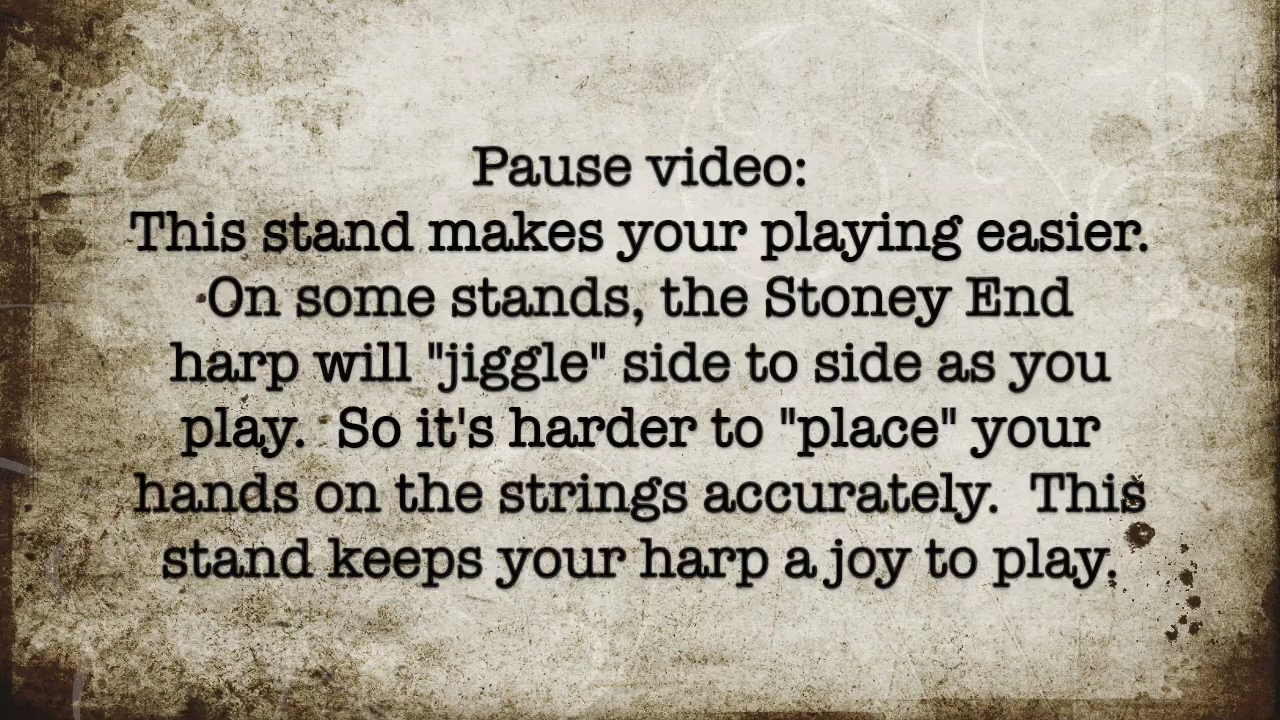 Pause video:
This stand makes your playing easier.
On some stands, the Stoney End
harp will "jiggle" side to side as you
play.  So it's harder to "place" your
hands on the strings accurately.  This
stand keeps your harp a joy to play.